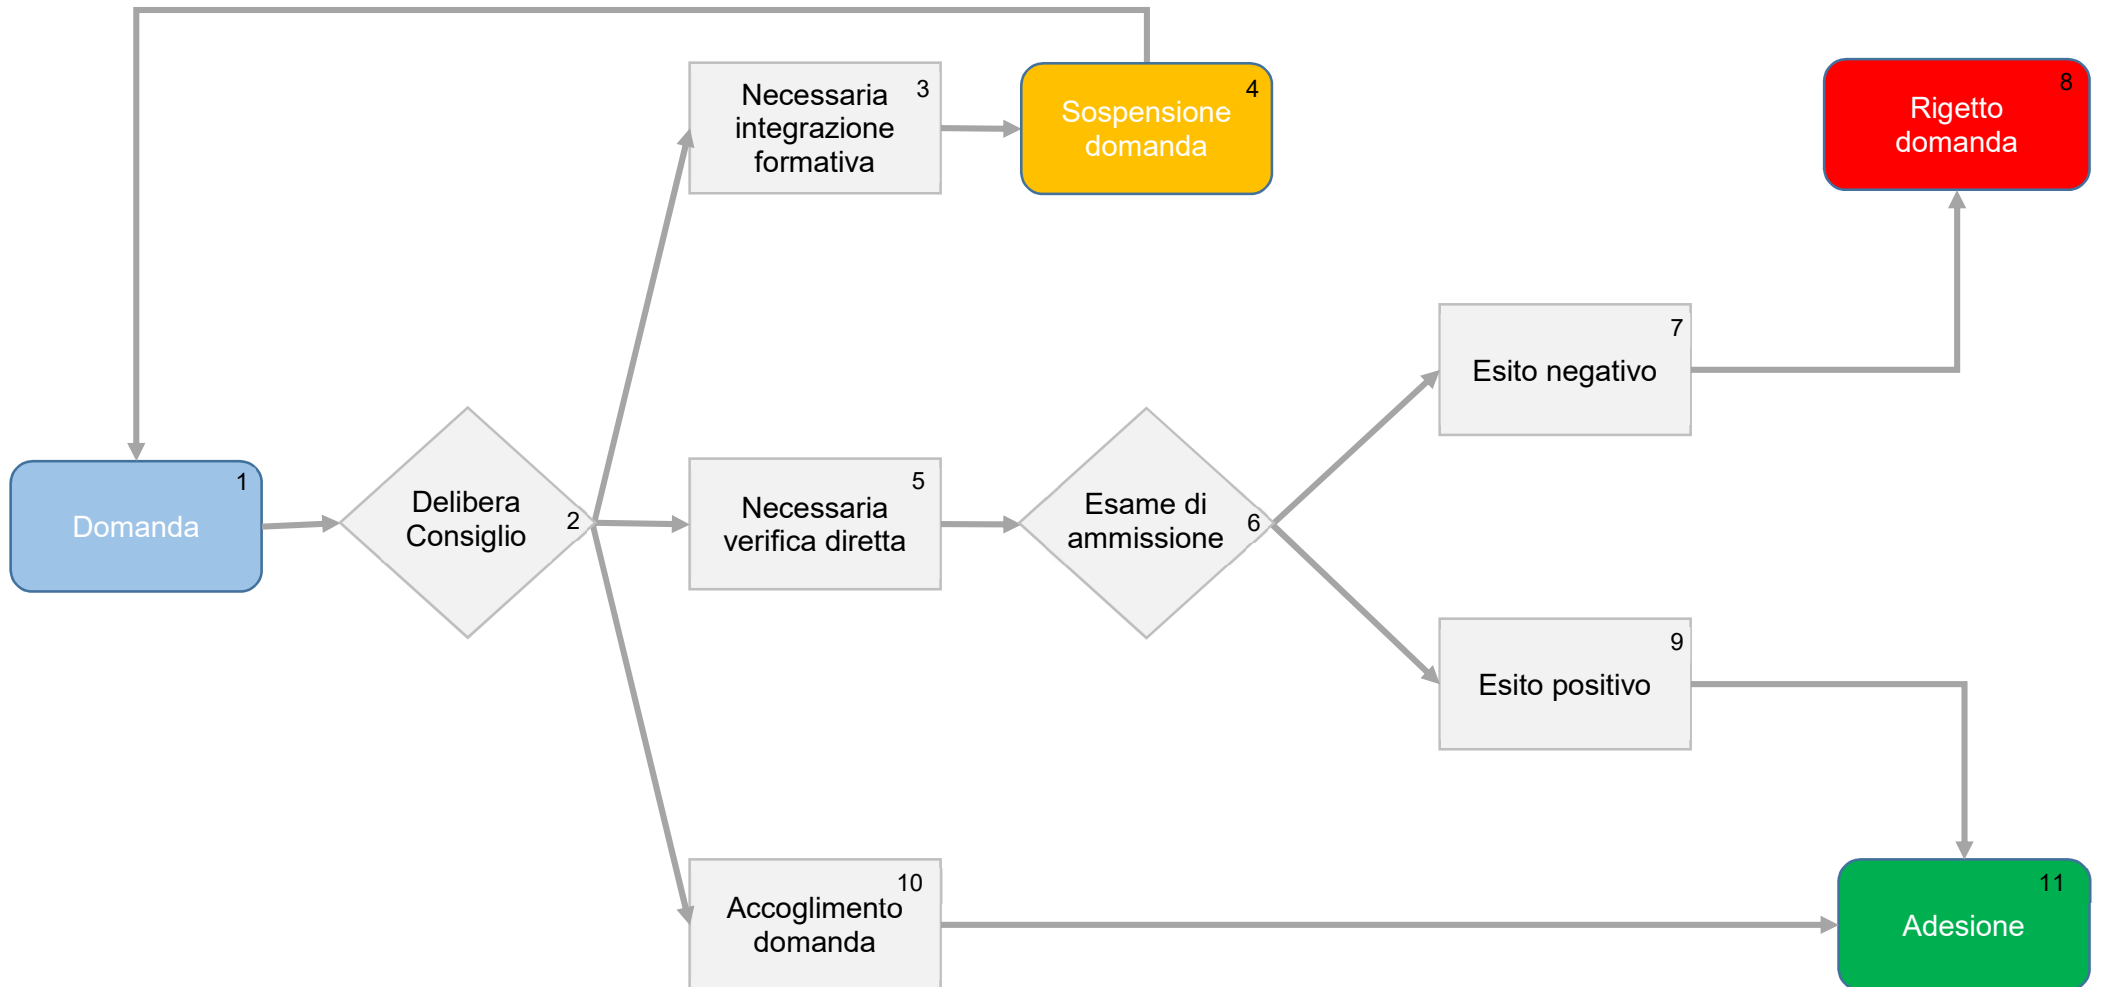 3
Necessaria
integrazione
formativa
4
Sospensione
domanda
8
Rigetto
domanda
7
Esito negativo
1
Domanda
Delibera
Consiglio
2
5
Necessaria
verifica diretta
Esame di
ammissione
6
9
Esito positivo
10
Accoglimento
domanda
11
Adesione